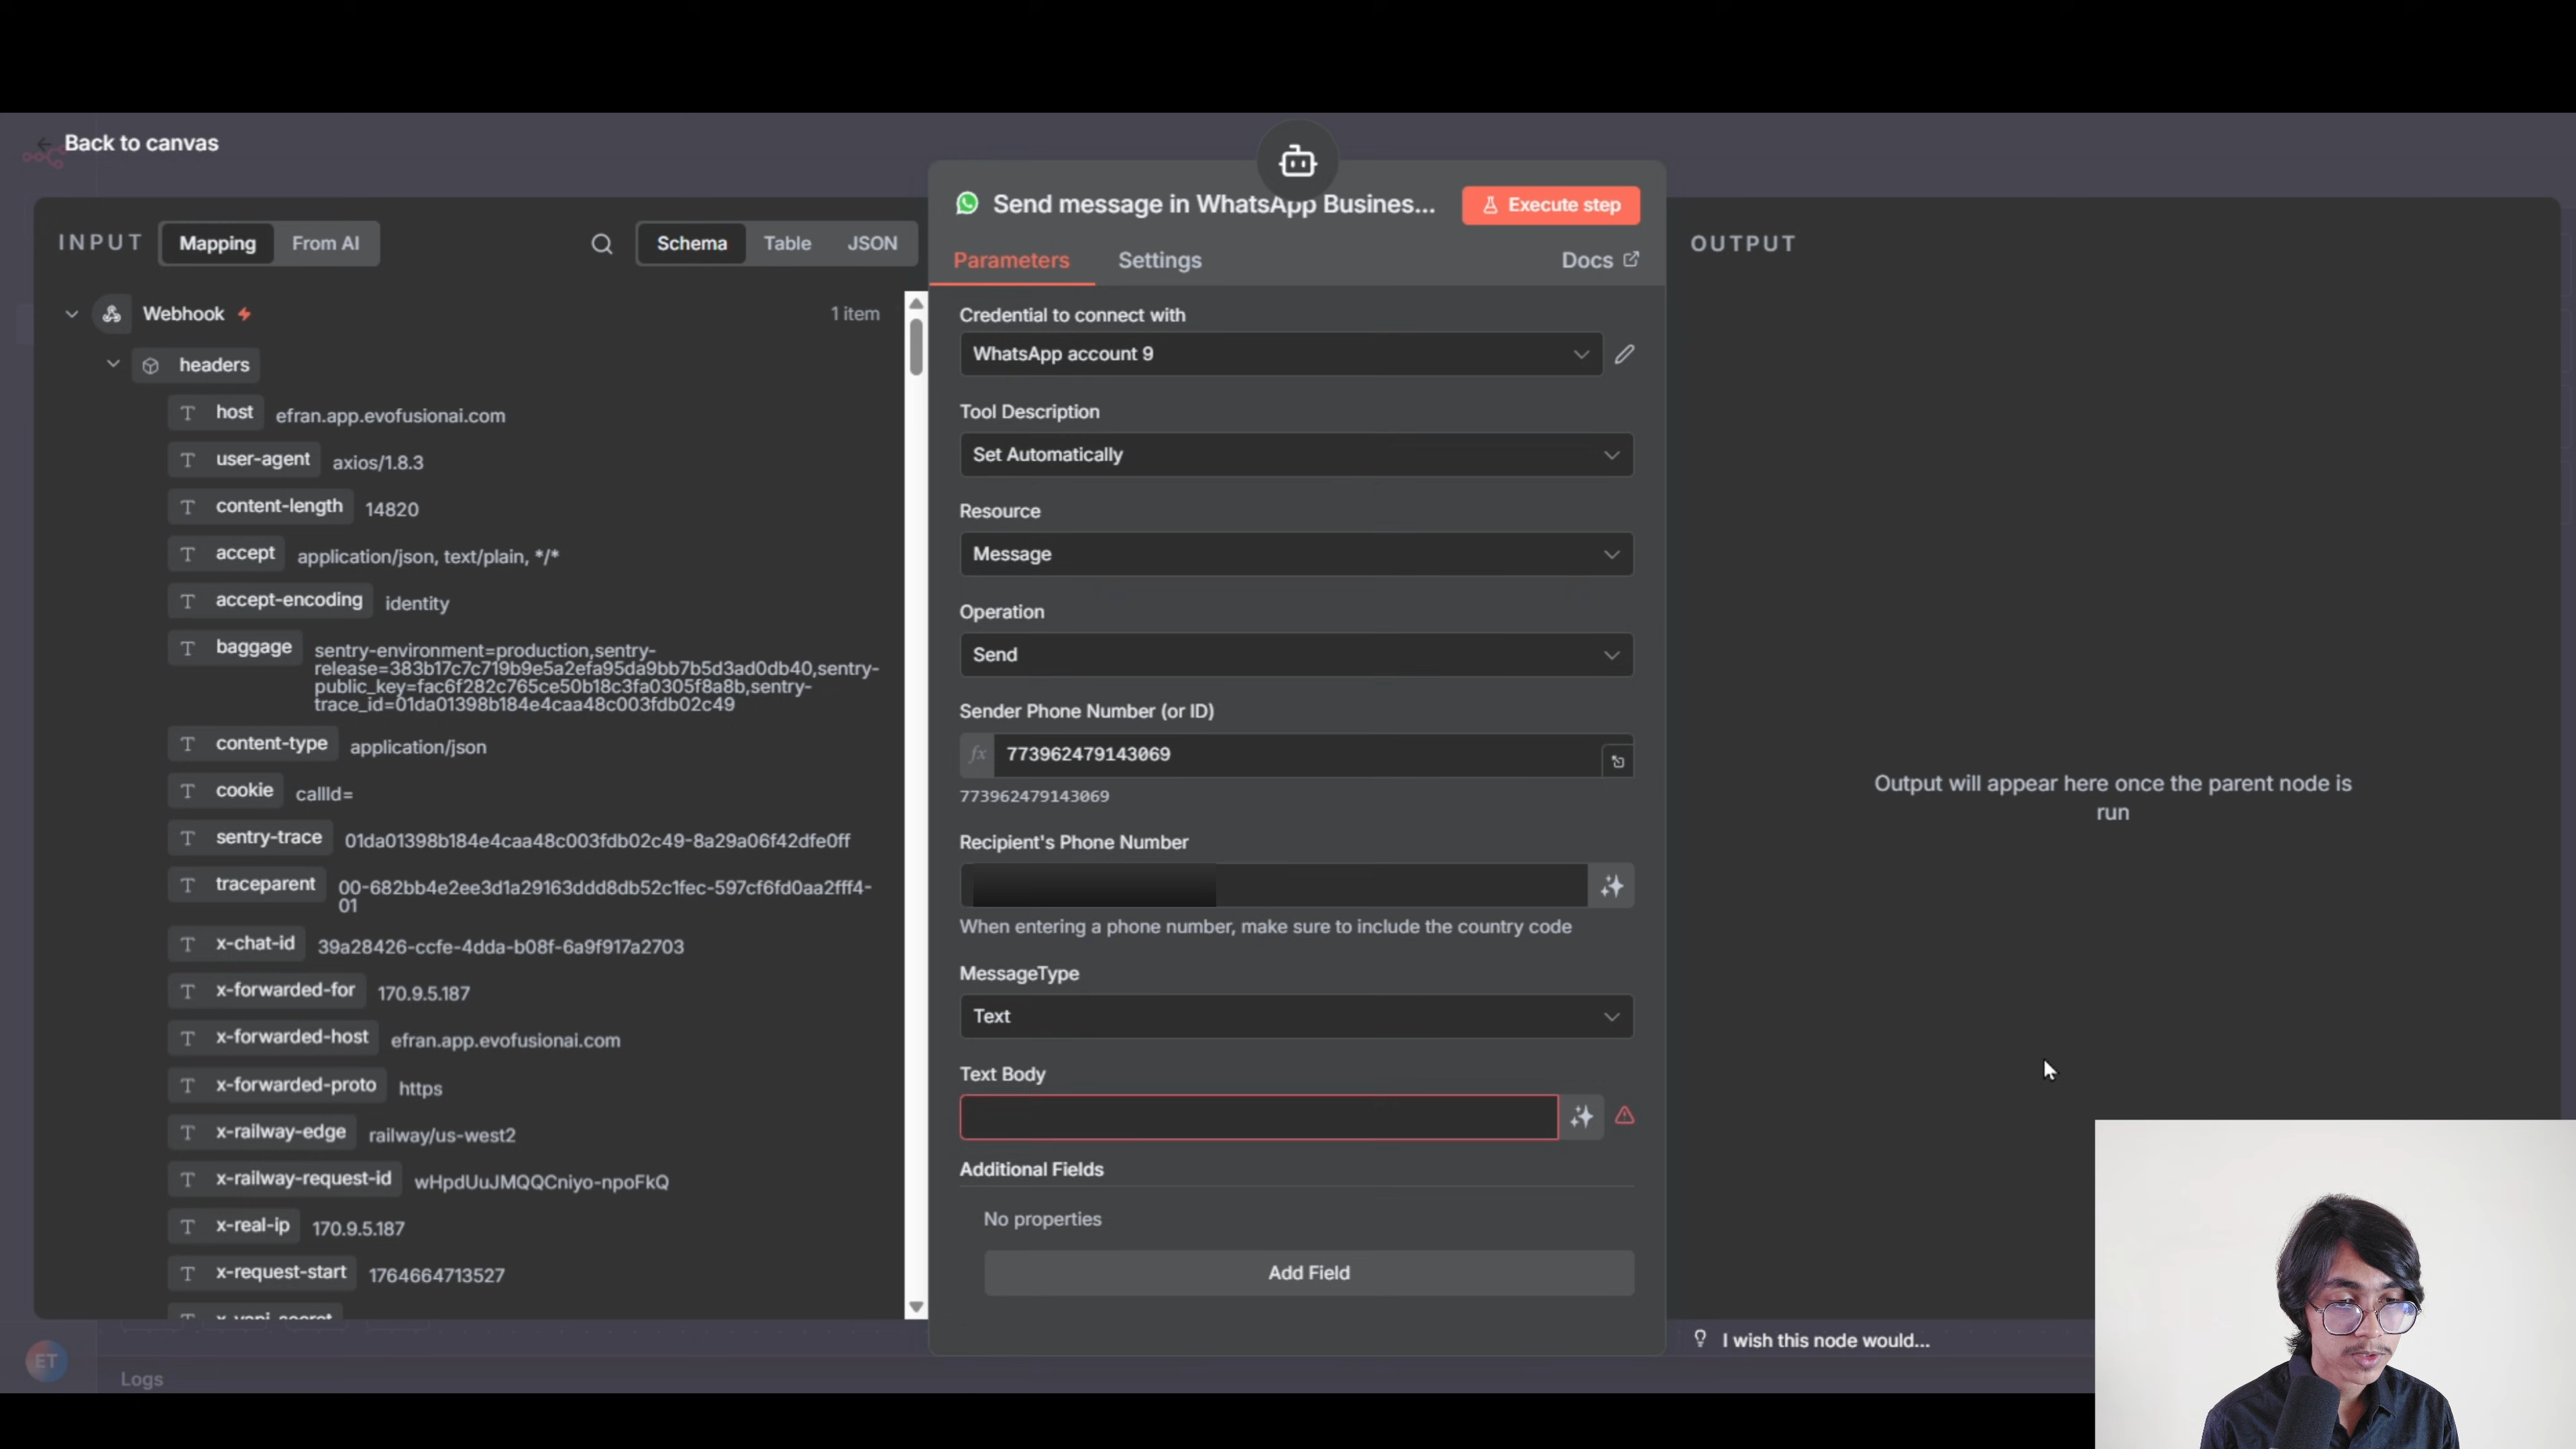 Back to canvas
INPUT
Mapping
From AI
Schema
Table
JSON
Webhook
1 item
headers
host
efran.app.evofusionai.com
user-agent
axios/1.8.3
content-length
14820
accept
application/json, text/plain, */*
accept-encoding
identity
baggage
sentry-environment=production,sentry-
release=383b17c7c719b9e5a2efa95da9bb7b5d3ad0db40,sentry-
public_key=fac6f282c765ce50b18c3fa0305f8a8b,sentry-
trace_id=01da01398b184e4caa48c003fdb02c49
content-type
application/json
cookie
callId=
sentry-trace
01da01398b184e4caa48c003fdb02c49-8a29a06f42dfe0ff
traceparent
00-682bb4e2ee3d1a29163ddd8db52c1fec-597cf6fd0aa2fff4-
01
x-chat-id
39a28426-ccfe-4dda-b08f-6a9f917a2703
x-forwarded-for
170.9.5.187
x-forwarded-host
efran.app.evofusionai.com
x-forwarded-proto
https
x-railway-edge
railway/us-west2
x-railway-request-id
wHpdUuJMQQCniyo-npoFkQ
x-real-ip
170.9.5.187
x-request-start
1764664713527
x-vapi-secret
Send message in WhatsApp Busines...
Execute step
Parameters
Settings
Docs
Credential to connect with
WhatsApp account 9
Tool Description
Set Automatically
Resource
Message
Operation
Send
Sender Phone Number (or ID)
fx
773962479143069
773962479143069
Recipient's Phone Number
When entering a phone number, make sure to include the country code
MessageType
Text
Text Body
Additional Fields
No properties
Add Field
OUTPUT
Output will appear here once the parent node is
run
I wish this node would...
ET
Logs